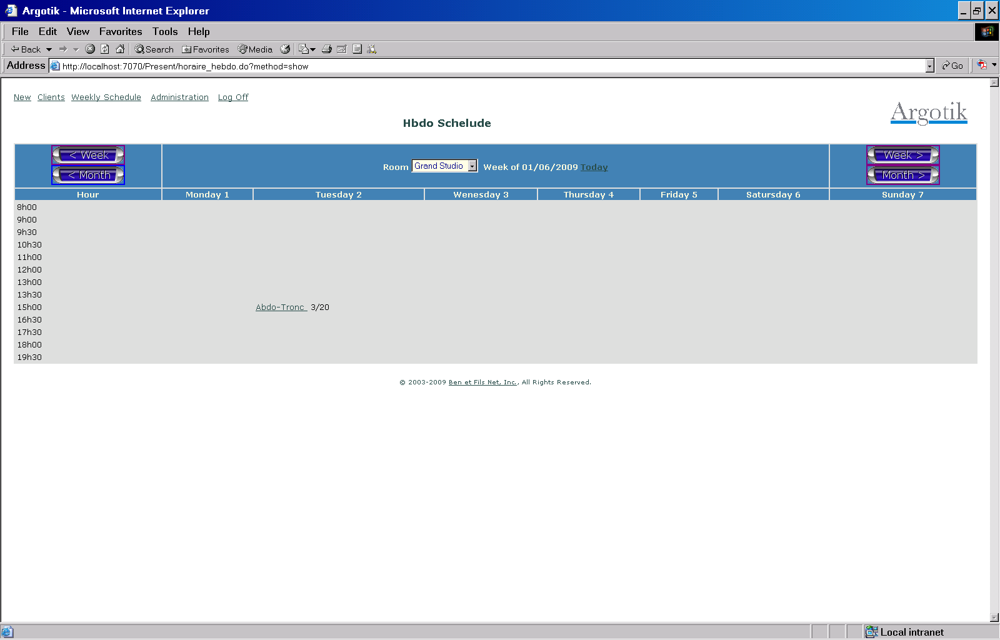 Argotik - Microsoft Internet Explorer
File Edit View Favorites Tools Help
Back Search Favorites Media
Address http://localhost:7070/Present/horaire_hebdo.do?method=show Go
New Clients Weekly Schedule Administration Log Off
Argotik
Hbdo Schelude
< Week Room Grand Studio Week of 01/06/2009 Today Week >
< Month Month >
Hour Monday 1 Tuesday 2 Wenesday 3 Thursday 4 Friday 5 Satursday 6 Sunday 7
8h00
9h00
9h30
10h30
11h00
12h00
13h00
13h30
15h00 Abdo-Tronc 3/20
16h30
17h30
18h00
19h30
© 2003-2009 Ben et Fils Net, Inc., All Rights Reserved.
Local intranet